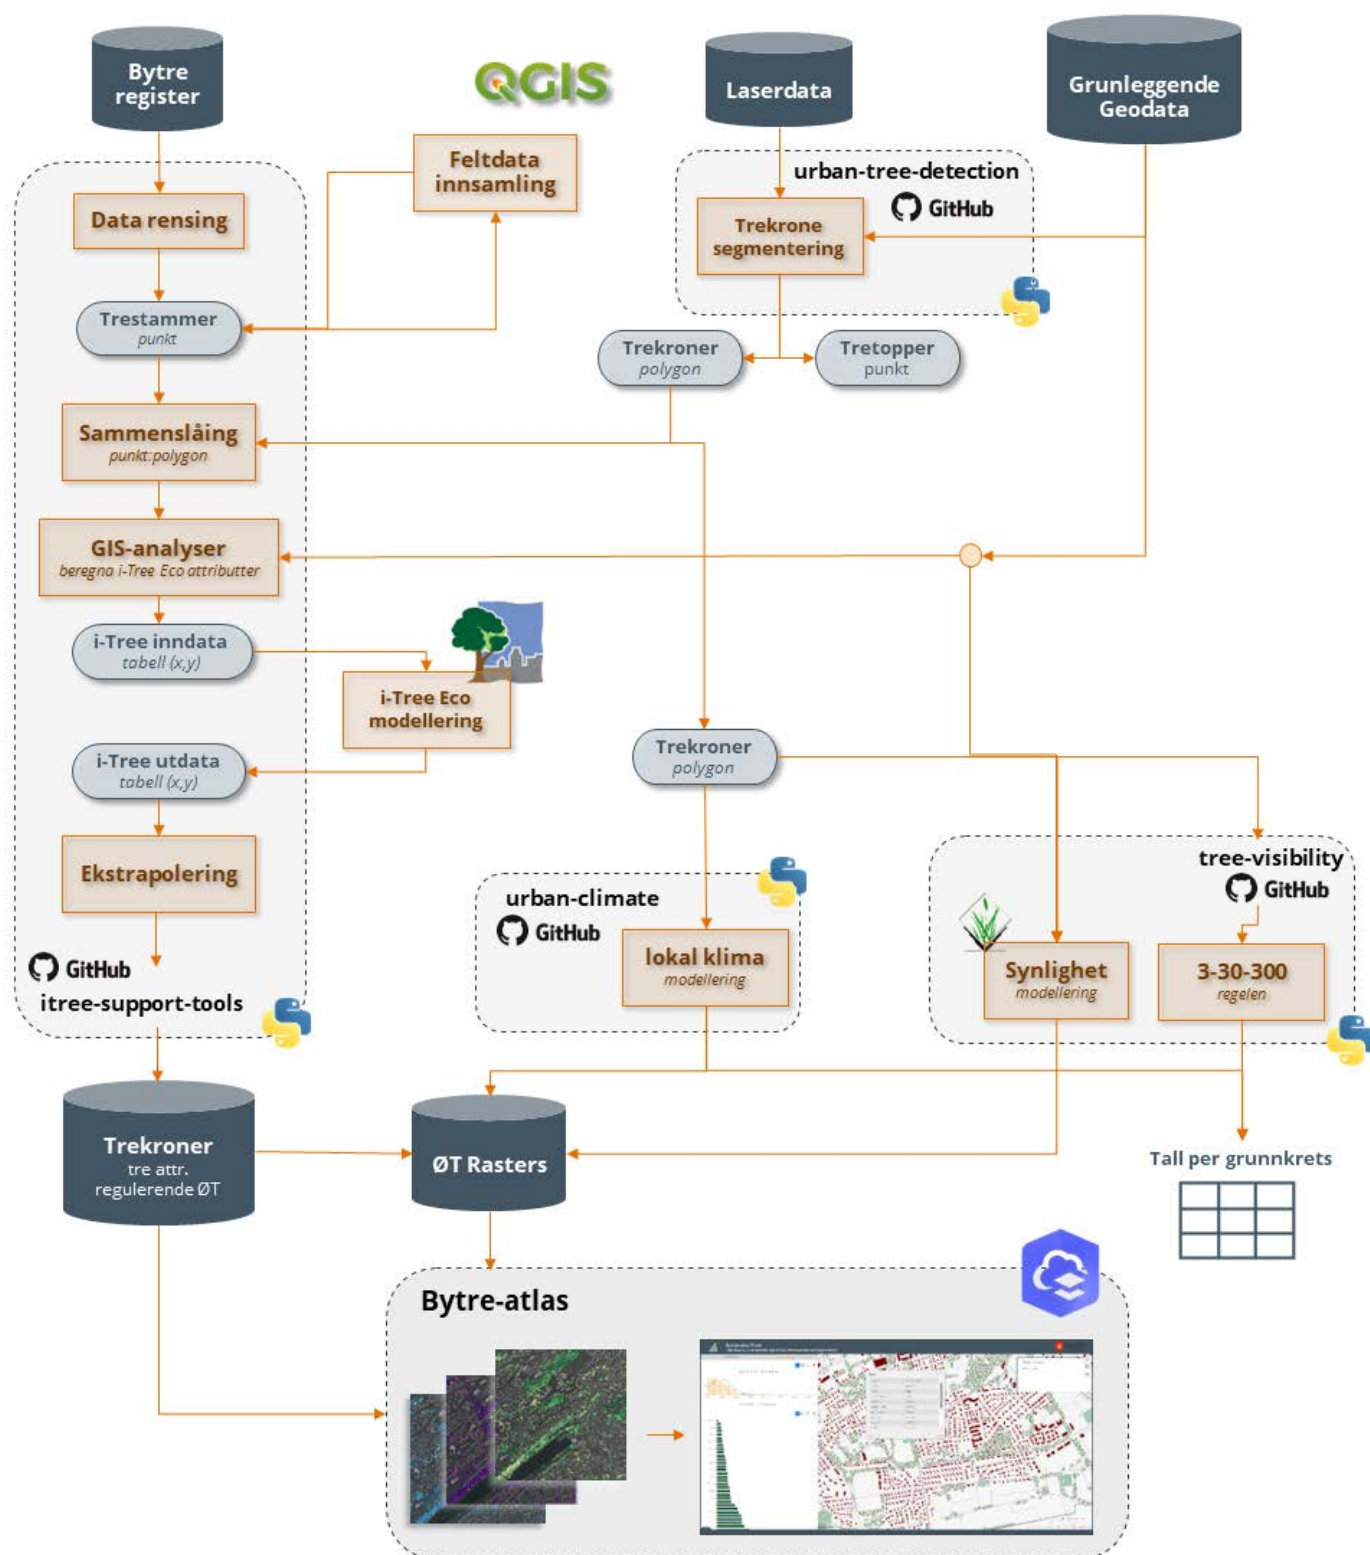 Bytre
register
QGIS
Laserdata
Grunleggende
Geodata
Feltdata
innsamling
urban-tree-detection
GitHub
Data rensing
Trekrone
segmentering
Trestammer
punkt
Trekroner
polygon
Tretopper
punkt
Sammenslåing
punkt:polygon
GIS-analyser
beregna i-Tree Eco attributter
i-Tree inndata
tabell (x,y)
i-Tree Eco
modellering
i-Tree utdata
tabell (x,y)
Trekroner
polygon
Ekstrapolering
urban-climate
GitHub
tree-visibility
GitHub
lokal klima
modellering
Synlighet
modellering
3-30-300
regelen
GitHub
itree-support-tools
Trekroner
tre attr.
regulerende ØT
ØT Rasters
Tall per grunnkrets
Bytre-atlas